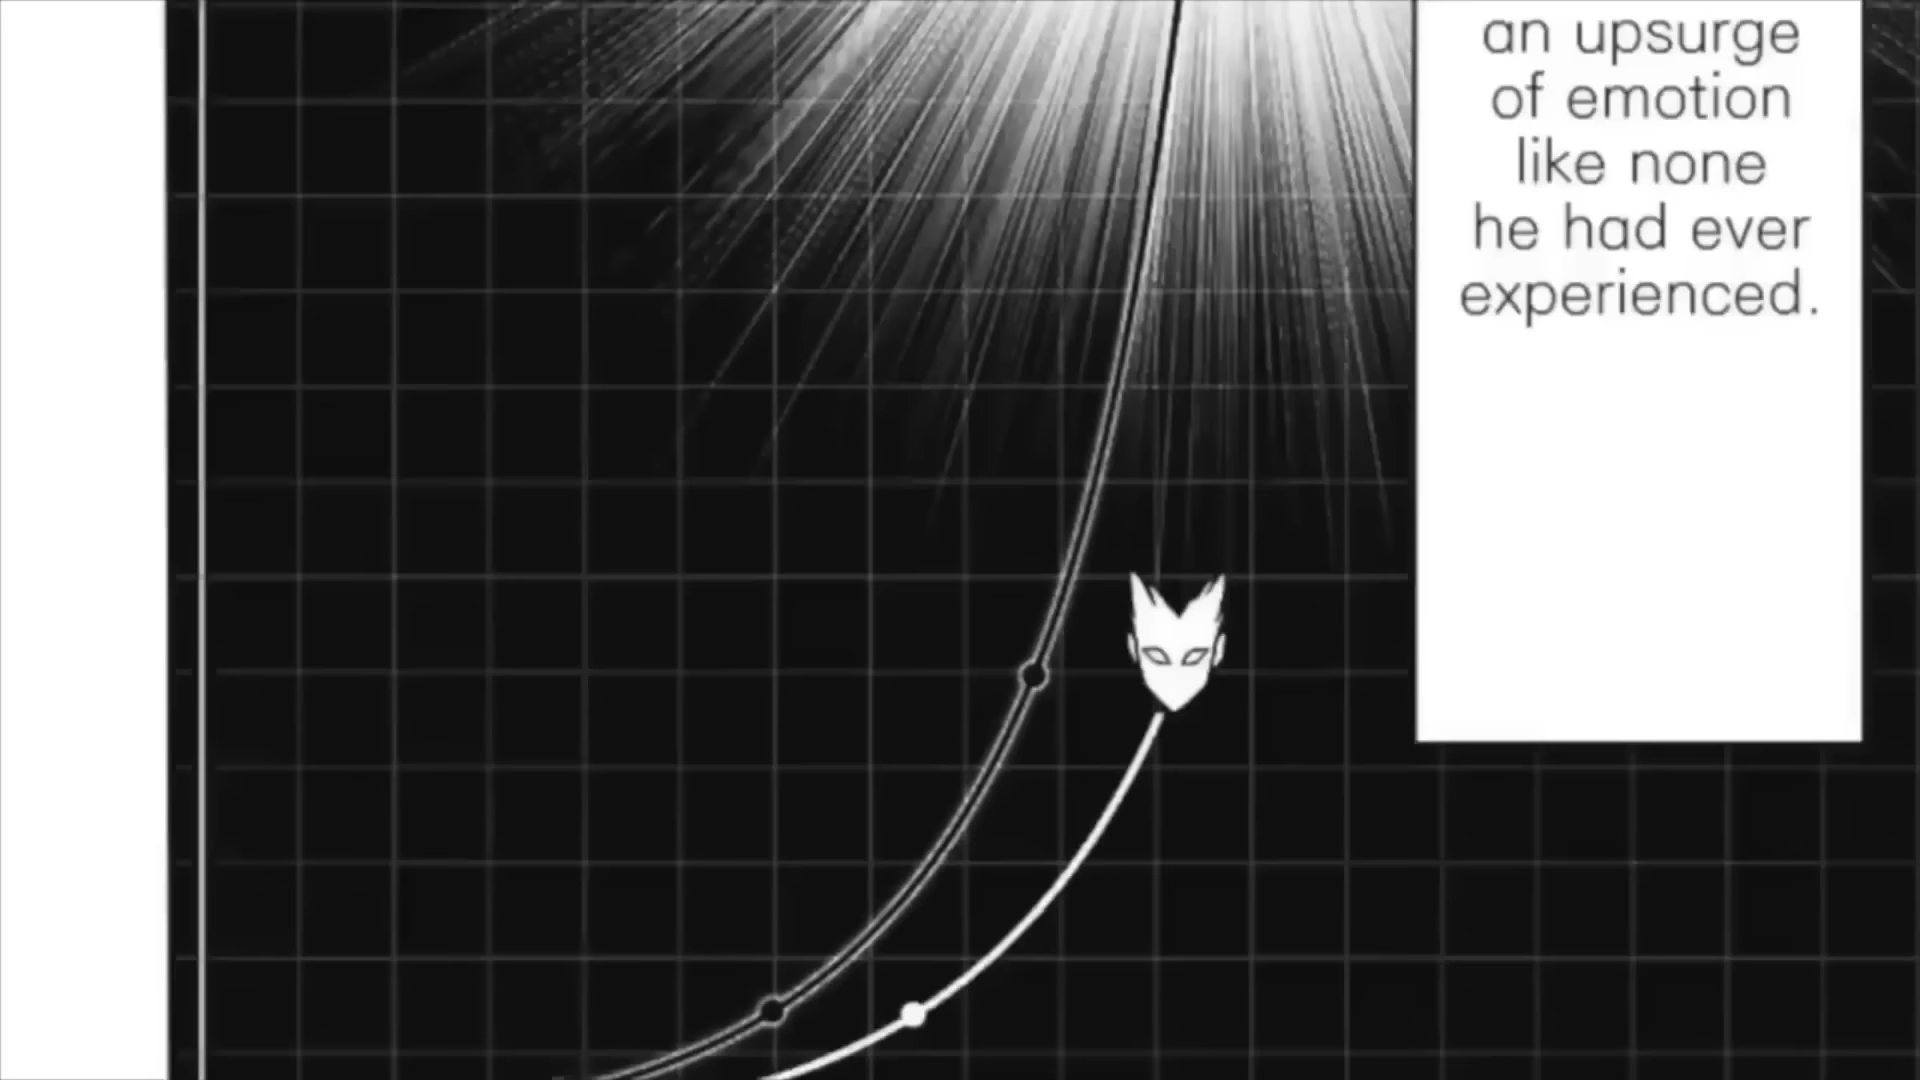 an upsurge
of emotion
like none
he had ever
experienced.